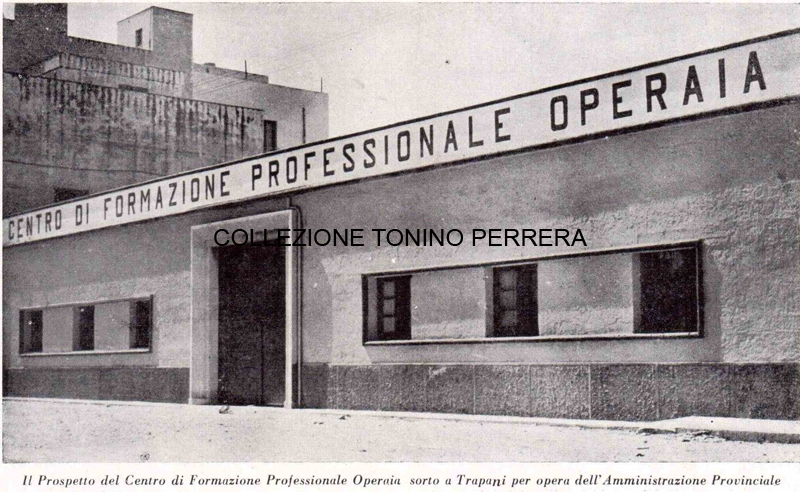 CENTRO DI FORMAZIONE PROFESSIONALE OPERAIA
COLLEZIONE TONINO PERRERA
Il Prospetto del Centro di Formazione Professionale Operaia sorto a Trapani per opera dell'Amministrazione Provinciale